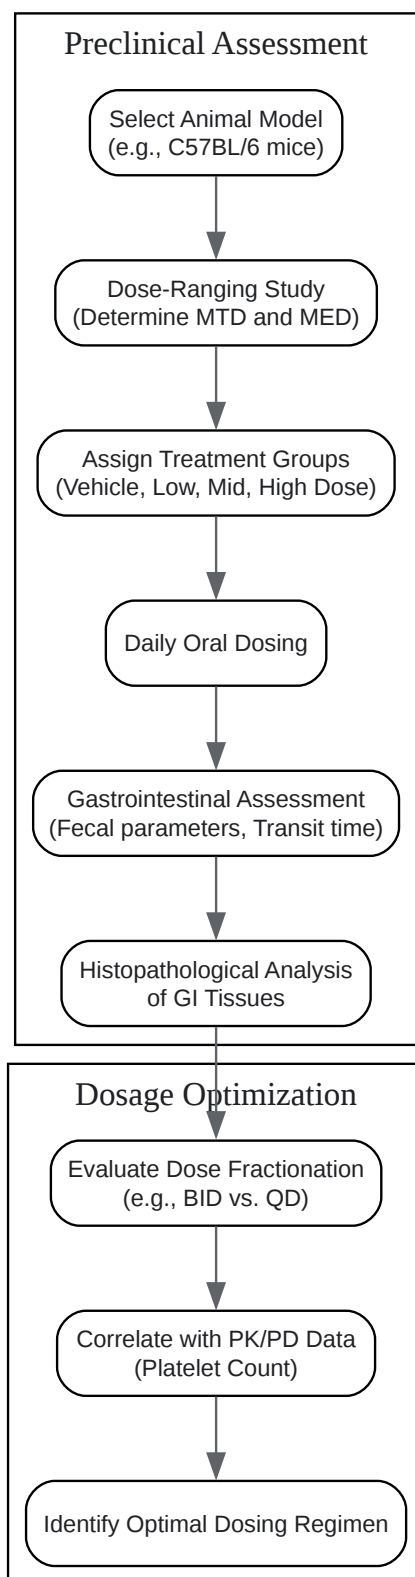 Preclinical Assessment
Select Animal Model
(e.g., C57BL/6 mice)
Dose-Ranging Study
(Determine MTD and MED)
Assign Treatment Groups
(Vehicle, Low, Mid, High Dose)
Daily Oral Dosing
Gastrointestinal Assessment
(Fecal parameters, Transit time)
Histopathological Analysis
of GI Tissues
Dosage Optimization
Evaluate Dose Fractionation
(e.g., BID vs. QD)
Correlate with PK/PD Data
(Platelet Count)
Identify Optimal Dosing Regimen